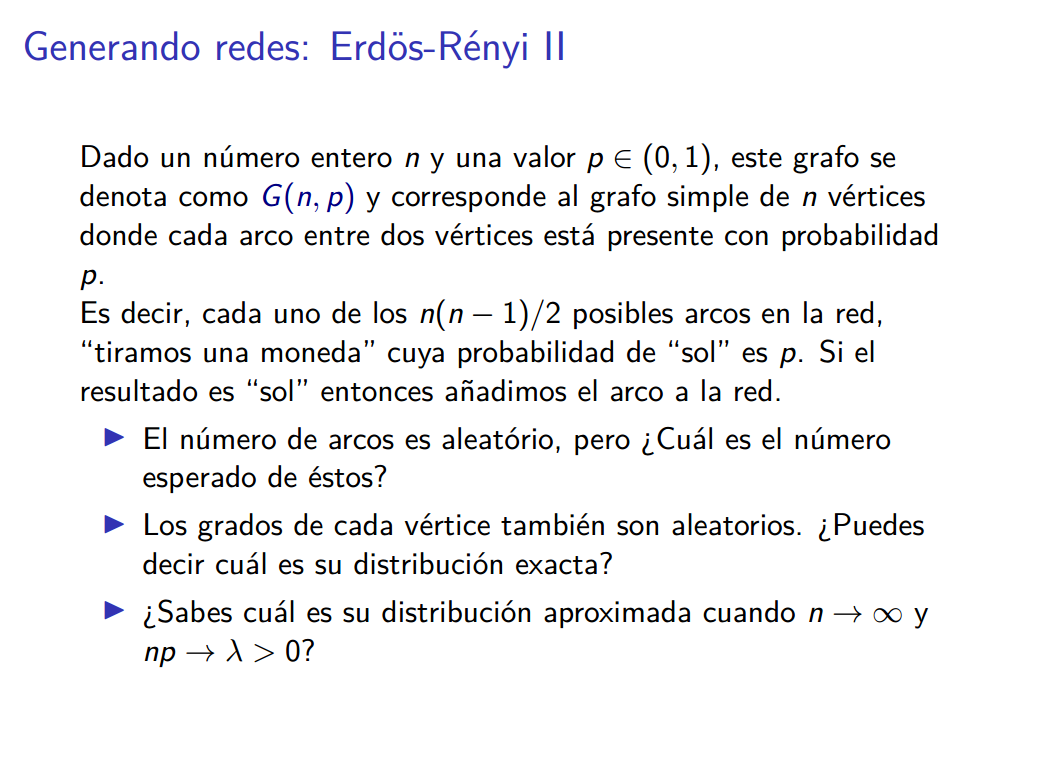 Generando redes: Erdös-Rényi II
Dado un número entero n y una valor p ∈ (0, 1), este grafo se
denota como G(n, p) y corresponde al grafo simple de n vértices
donde cada arco entre dos vértices está presente con probabilidad
p.
Es decir, cada uno de los n(n − 1)/2 posibles arcos en la red,
“tiramos una moneda” cuya probabilidad de “sol” es p. Si el
resultado es “sol” entonces añadimos el arco a la red.
▶ El número de arcos es aleatório, pero ¿Cuál es el número
esperado de éstos?
▶ Los grados de cada vértice también son aleatorios. ¿Puedes
decir cuál es su distribución exacta?
▶ ¿Sabes cuál es su distribución aproximada cuando n → ∞ y
np → λ > 0?